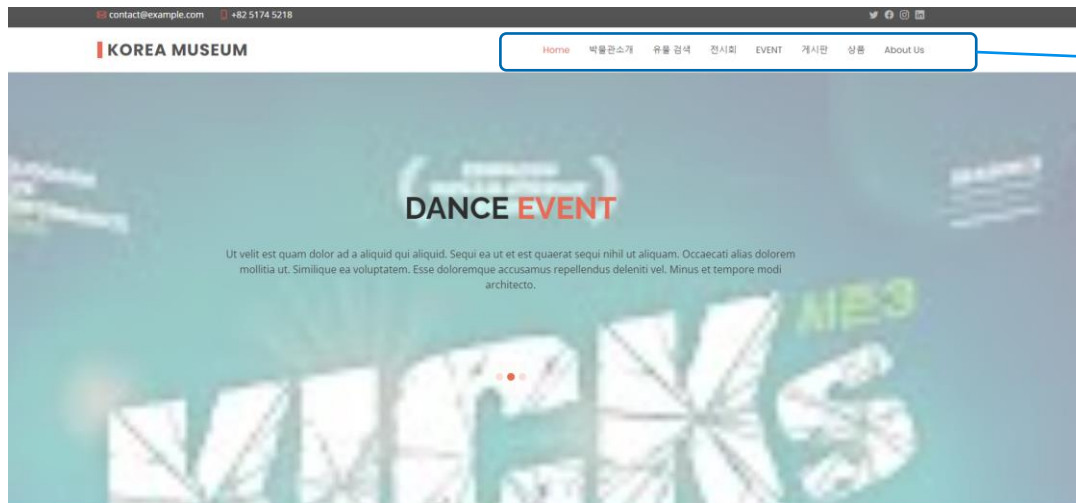 contact@example.com +82 5174 5218
KOREA MUSEUM
Home 박물관소개 유물 검색 전시회 EVENT 게시판 상품 About Us
DANCE EVENT
Ut velit est quam dolor ad a aliquid qui aliquid. Sequi ea ut et est quaerat sequi nihil ut aliquam. Occaecati alias dolorem
mollitia ut. Similique ea voluptatem. Esse doloremque accusamus repellendus deleniti vel. Minus et tempore modi
architecto.
시즌3
KICKs